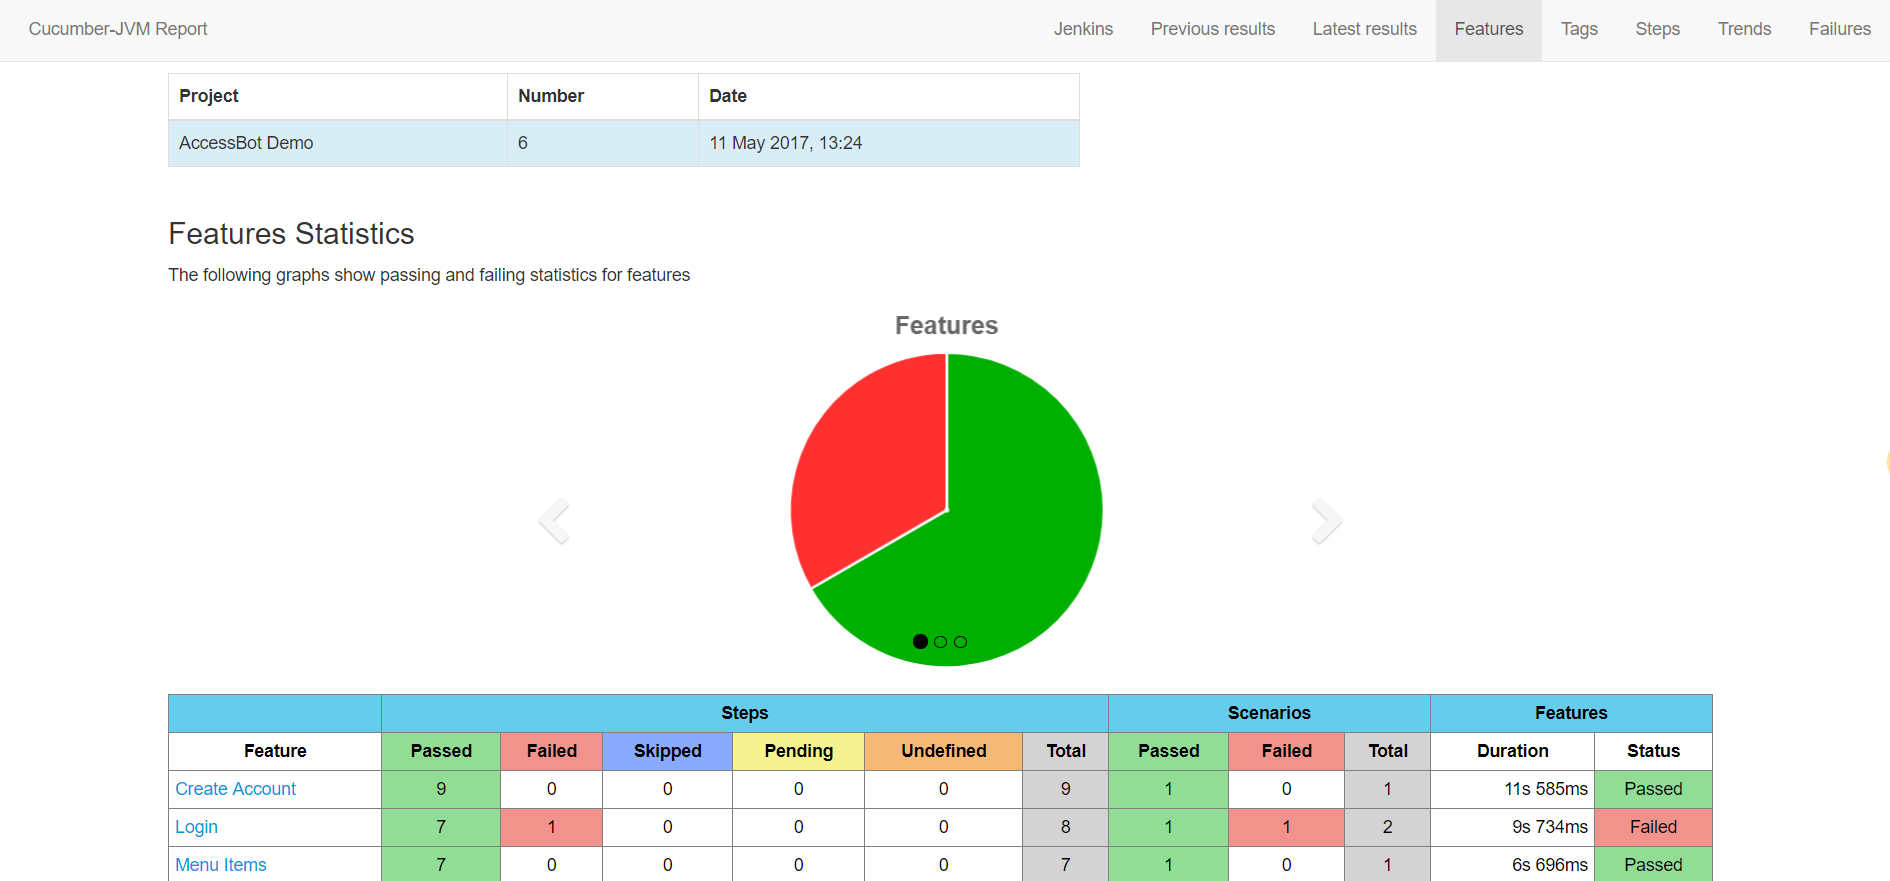 Cucumber-JVM Report Jenkins Previous results Latest results Features Tags Steps Trends Failures
Project Number Date
AccessBot Demo 6 11 May 2017, 13:24
Features Statistics
The following graphs show passing and failing statistics for features
Features
Steps Scenarios Features
Feature Passed Failed Skipped Pending Undefined Total Passed Failed Total Duration Status
Create Account 9 0 0 0 0 9 1 0 1 11s 585ms Passed
Login 7 1 0 0 0 8 1 1 2 9s 734ms Failed
Menu Items 7 0 0 0 0 7 1 0 1 6s 696ms Passed